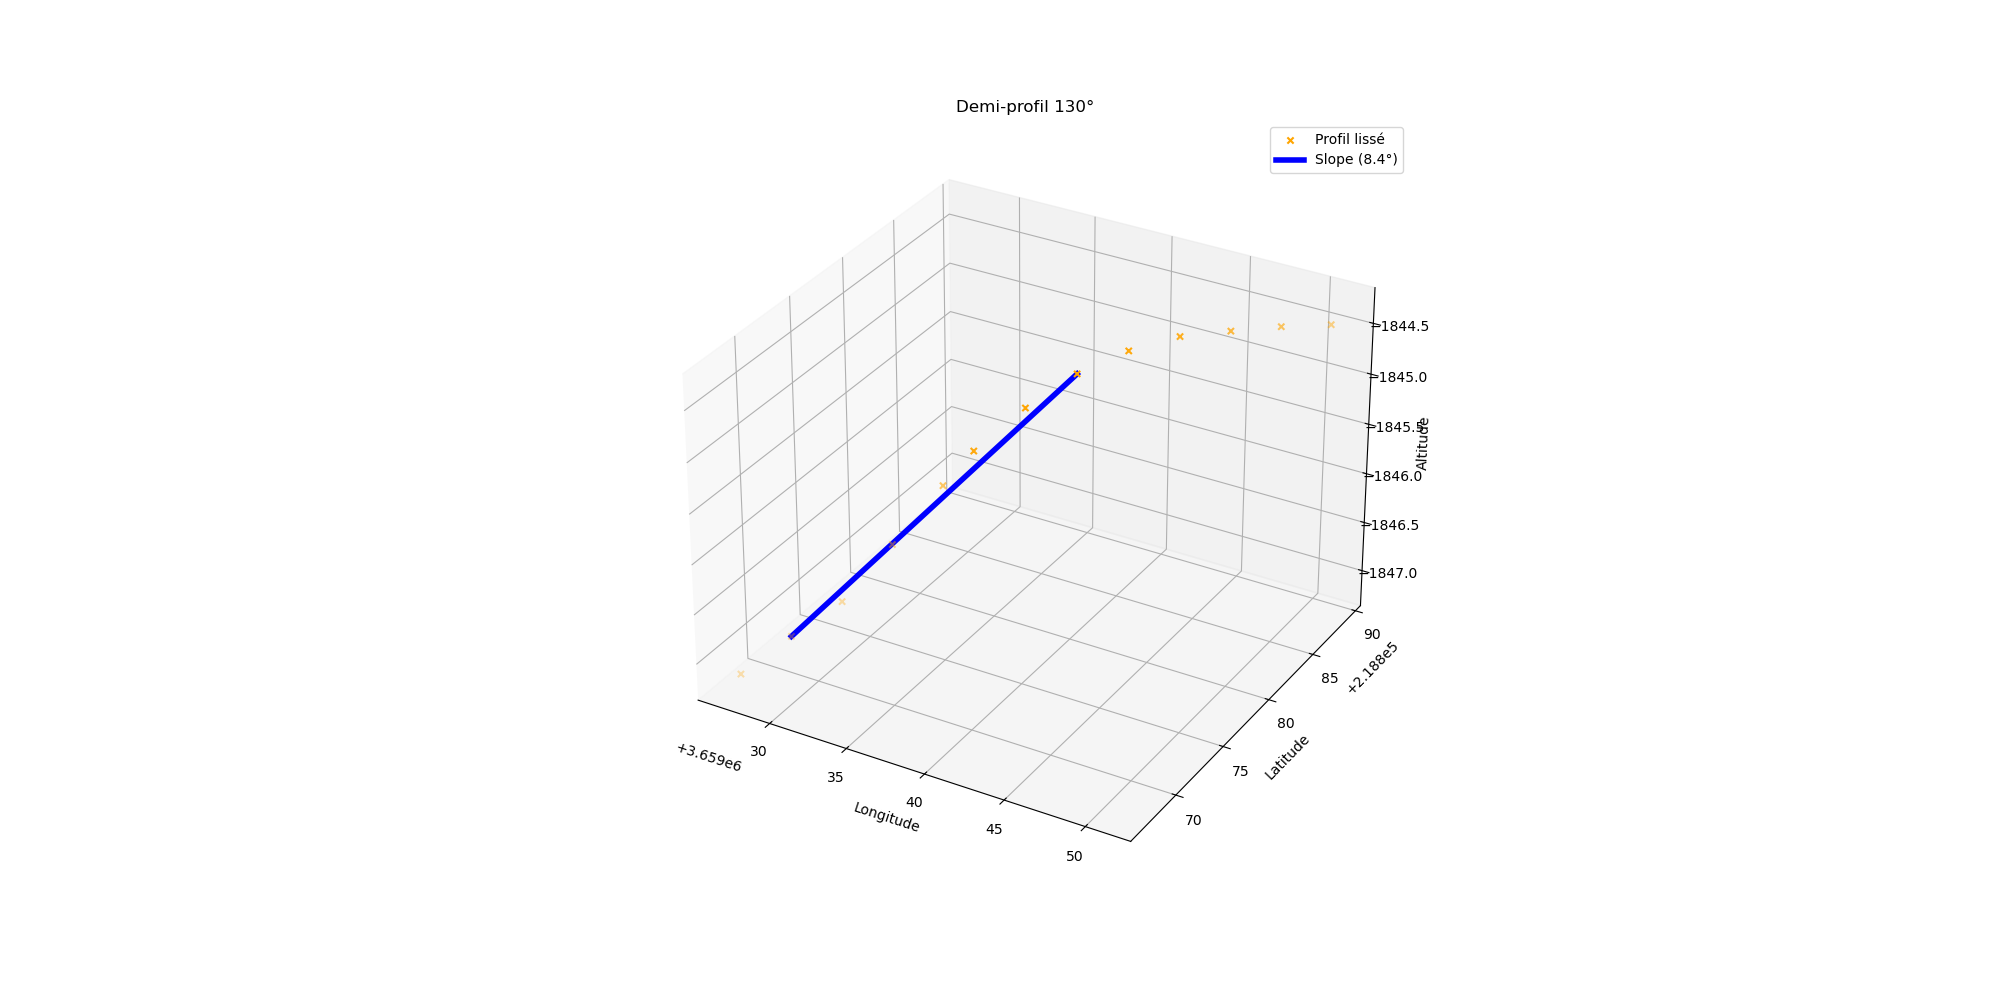 Demi-profil 130°
Profil lissé
Slope (8.4°)
−1844.5
−1845.0
−1845.5
−1846.0
−1846.5
−1847.0
Altitude
90
85
80
75
70
+2.188e5
Latitude
30
35
40
45
50
+3.659e6
Longitude